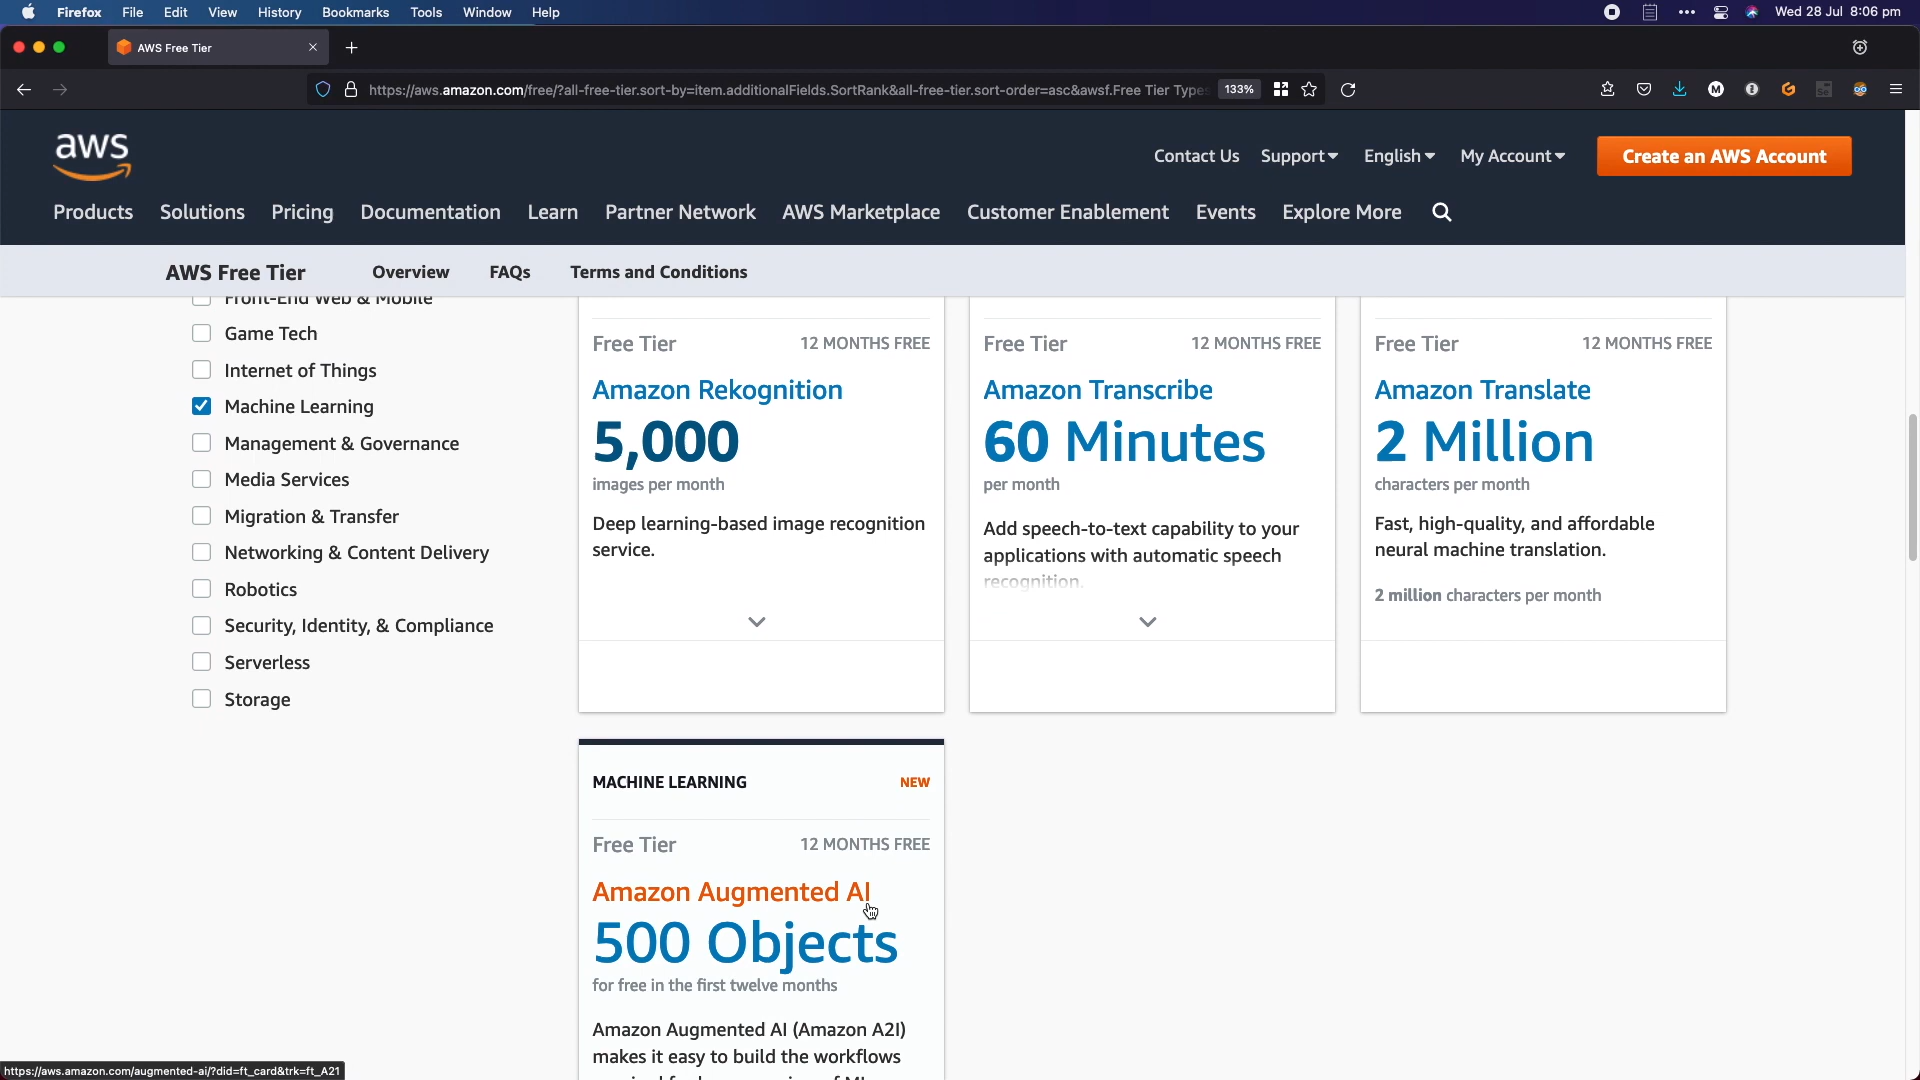 Firefox File Edit View History Bookmarks Tools Window Help
Wed 28 Jul 8:06 pm
AWS Free Tier
https://aws.amazon.com/free/?all-free-tier.sort-by=item.additionalFields.SortRank&all-free-tier.sort-order=asc&awsf.Free Tier Types
133%
aws
Contact Us Support English My Account Create an AWS Account
Products Solutions Pricing Documentation Learn Partner Network AWS Marketplace Customer Enablement Events Explore More
AWS Free Tier Overview FAQs Terms and Conditions
Front-End Web & Mobile
Game Tech
Internet of Things
Machine Learning
Management & Governance
Media Services
Migration & Transfer
Networking & Content Delivery
Robotics
Security, Identity, & Compliance
Serverless
Storage
Free Tier 12 MONTHS FREE
Amazon Rekognition
5,000
images per month
Deep learning-based image recognition
service.
Free Tier 12 MONTHS FREE
Amazon Transcribe
60 Minutes
per month
Add speech-to-text capability to your
applications with automatic speech
recognition.
Free Tier 12 MONTHS FREE
Amazon Translate
2 Million
characters per month
Fast, high-quality, and affordable
neural machine translation.
2 million characters per month
MACHINE LEARNING NEW
Free Tier 12 MONTHS FREE
Amazon Augmented AI
500 Objects
for free in the first twelve months
Amazon Augmented AI (Amazon A2I)
makes it easy to build the workflows
https://aws.amazon.com/augmented-ai/?did=ft_card&trk=ft_A21